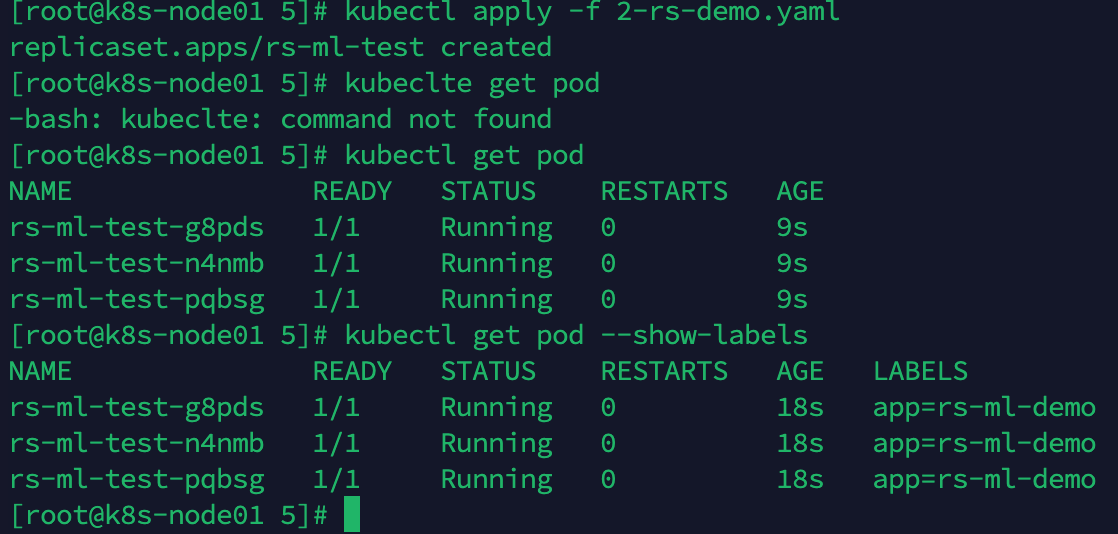 [root@k8s-node01 5]# kubectl apply -f 2-rs-demo.yaml
replicaset.apps/rs-ml-test created
[root@k8s-node01 5]# kubeclte get pod
-bash: kubeclte: command not found
[root@k8s-node01 5]# kubectl get pod
NAME READY STATUS RESTARTS AGE
rs-ml-test-g8pds 1/1 Running 0 9s
rs-ml-test-n4nmb 1/1 Running 0 9s
rs-ml-test-pqbsg 1/1 Running 0 9s
[root@k8s-node01 5]# kubectl get pod --show-labels
NAME READY STATUS RESTARTS AGE LABELS
rs-ml-test-g8pds 1/1 Running 0 18s app=rs-ml-demo
rs-ml-test-n4nmb 1/1 Running 0 18s app=rs-ml-demo
rs-ml-test-pqbsg 1/1 Running 0 18s app=rs-ml-demo
[root@k8s-node01 5]#